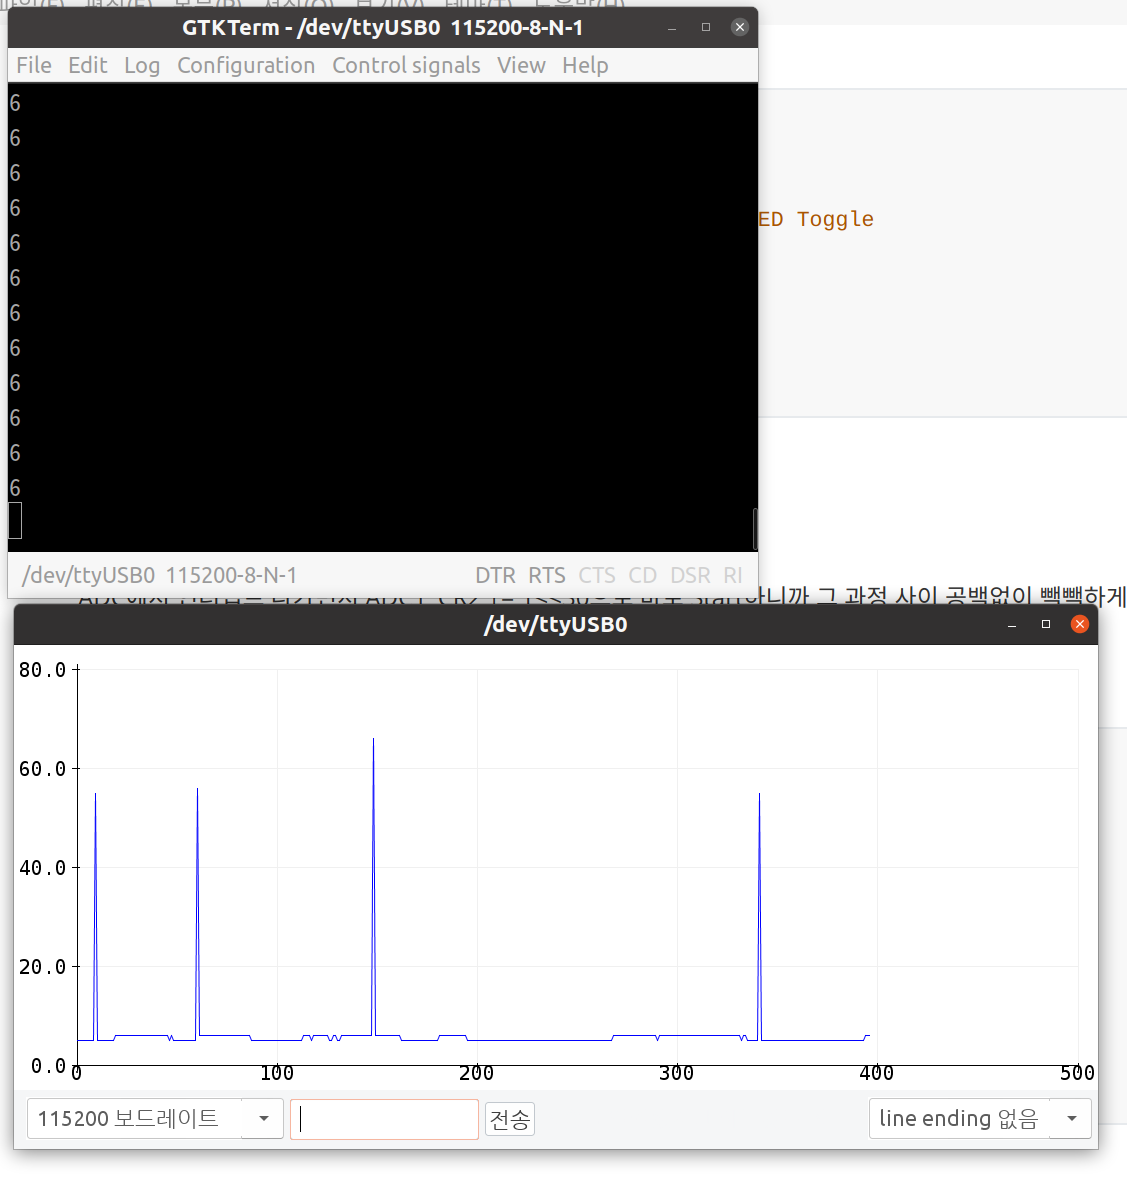 GTKTerm - /dev/ttyUSB0 115200-8-N-1
File Edit Log Configuration Control signals View Help
6
6
6
6
6
6
6
6
6
6
6
6
ED Toggle
/dev/ttyUSB0 115200-8-N-1 DTR RTS CTS CD DSR RI
아니까 그 과정 사이 공백없이 빽빽하게
/dev/ttyUSB0
80.0
60.0
40.0
20.0
0.0
0 100 200 300 400 500
115200 보드레이트 전송 line ending 없음